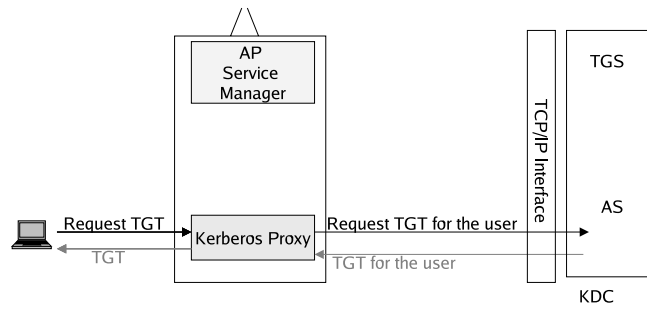 AP
Service
Manager
TGS
TCP/IP Interface
AS
Request TGT
Kerberos Proxy
Request TGT for the user
TGT
TGT for the user
KDC